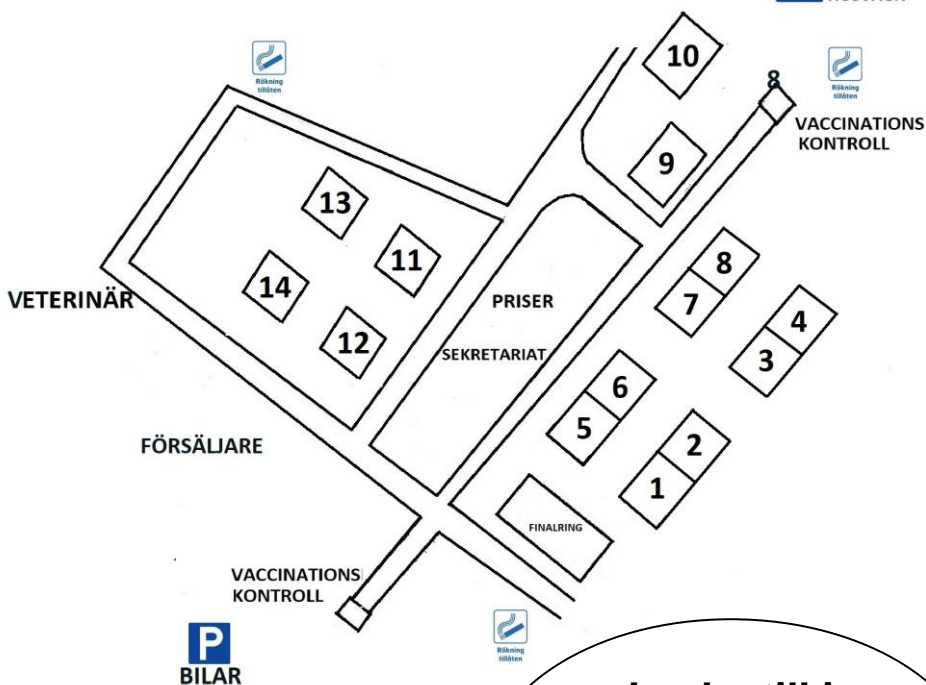 10
8
Rökning
tillåten
Rökning
tillåten
VACCINATIONS
KONTROLL
9
13
11
8
14
VETERINÄR
PRISER
7
4
12
SEKRETARIAT
3
6
5
FÖRSÄLJARE
2
1
FINALRING
VACCINATIONS
KONTROLL
P
BILAR
Rökning
tillåten